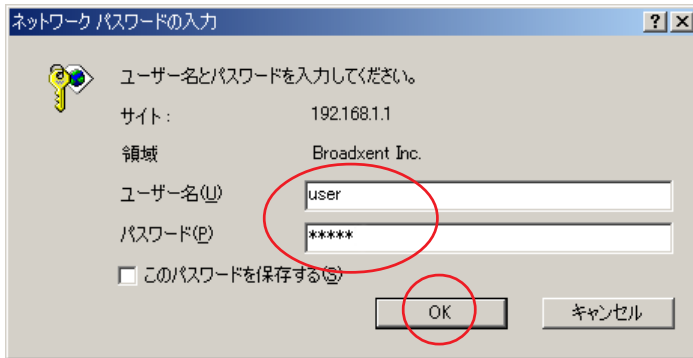 ネットワーク パスワードの入力
ユーザー名とパスワードを入力してください。
サイト: 192.168.1.1
領域 Broadxent Inc.
ユーザー名(U) user
パスワード(P) *****
このパスワードを保存する(S)
OK キャンセル